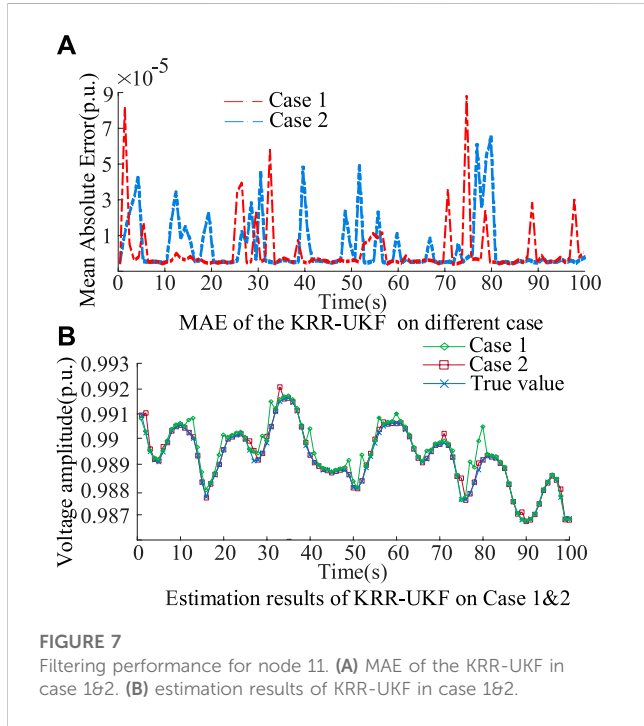 A
×10-5
Mean Absolute Error(p.u.)
9
7
5
3
1
Case 1
Case 2
0 10 20 30 40 50 60 70 80 90 100
Time(s)
MAE of the KRR-UKF on different case
B
Voltage amplitude(p.u.)
0.993
0.992
0.991
0.99
0.989
0.988
0.987
Case 1
Case 2
True value
0 10 20 30 40 50 60 70 80 90 100
Time(s)
Estimation results of KRR-UKF on Case 1&2
FIGURE 7
Filtering performance for node 11. (A) MAE of the KRR-UKF in
case 1&2. (B) estimation results of KRR-UKF in case 1&2.